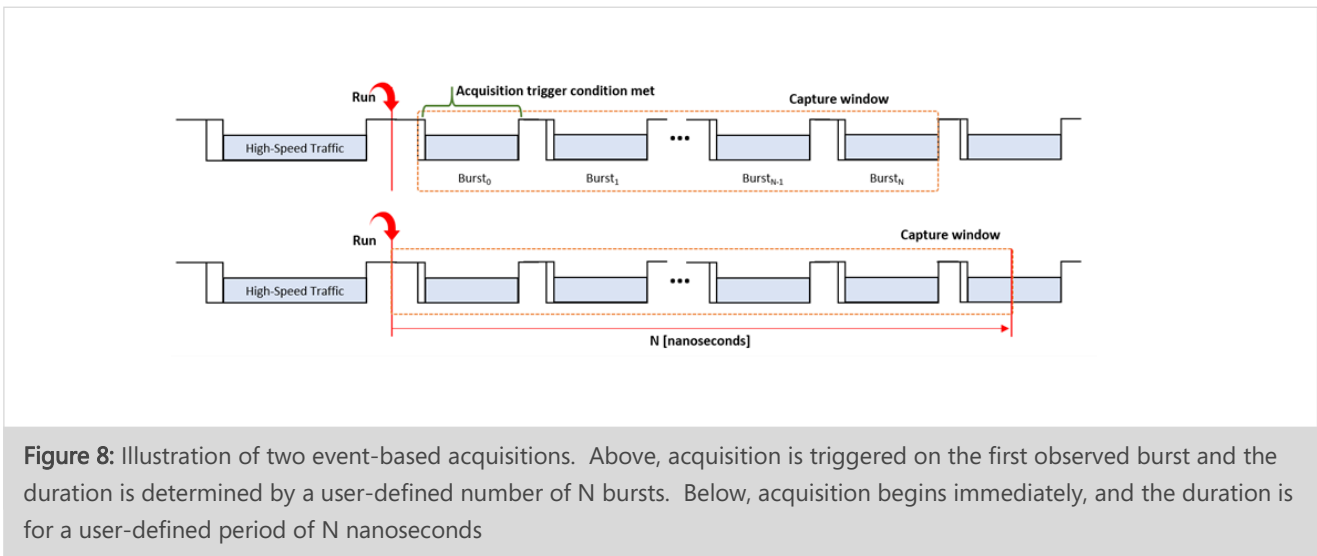 Run
Acquisition trigger condition met
Capture window
High-Speed Traffic
•••
Burst0
Burst1
BurstN-1
BurstN
Run
Capture window
High-Speed Traffic
•••
N [nanoseconds]
Figure 8: Illustration of two event-based acquisitions. Above, acquisition is triggered on the first observed burst and the
duration is determined by a user-defined number of N bursts. Below, acquisition begins immediately, and the duration is
for a user-defined period of N nanoseconds